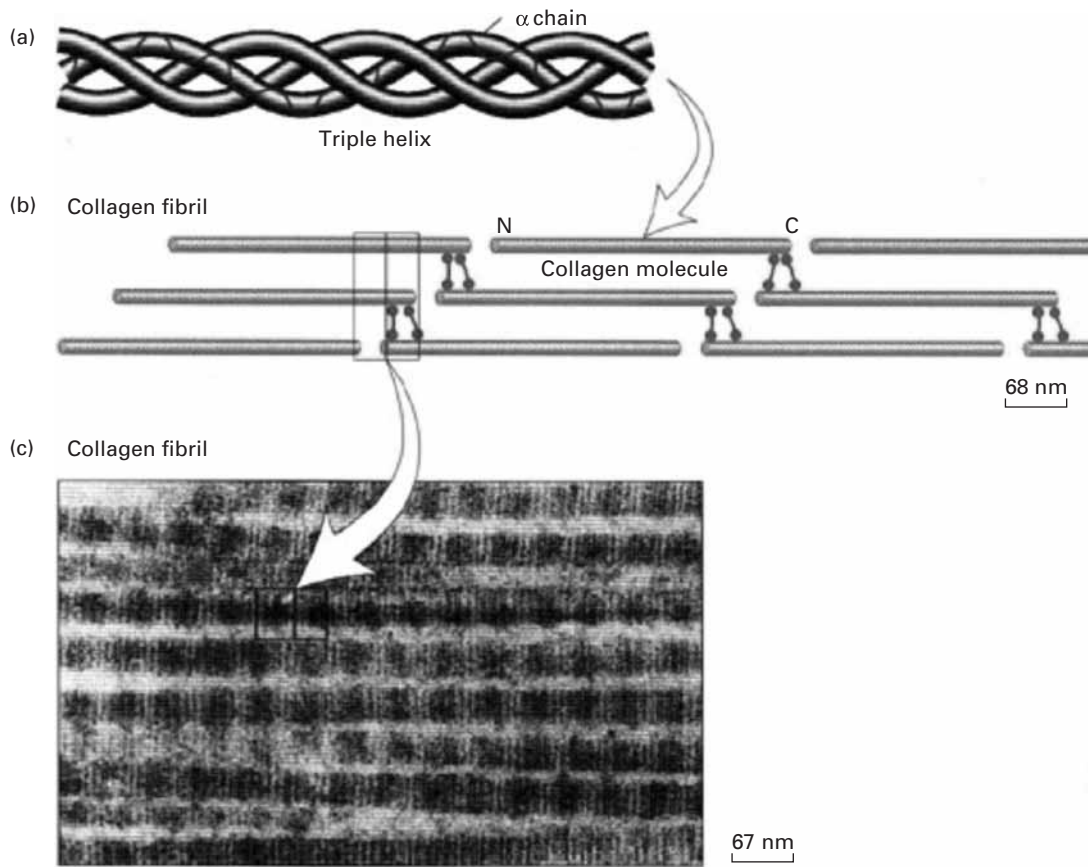 (a)
α chain
Triple helix
(b) Collagen fibril
N C
Collagen molecule
68 nm
(c) Collagen fibril
67 nm